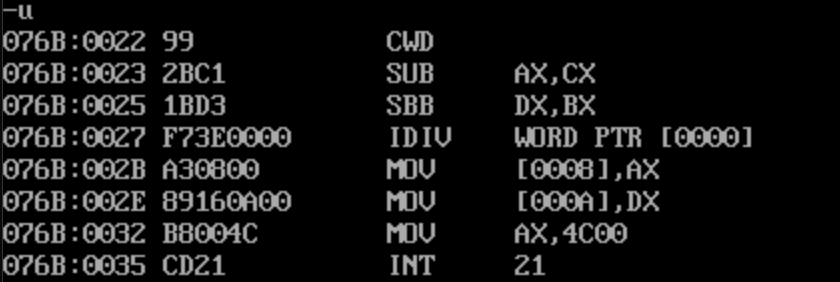 -u
076B:0022 99 CWD
076B:0023 2BC1 SUB AX,CX
076B:0025 1BD3 SBB DX,BX
076B:0027 F73E0000 IDIV WORD PTR [0000]
076B:002B A30800 MOV [0008],AX
076B:002E 89160A00 MOV [000A],DX
076B:0032 B8004C MOV AX,4C00
076B:0035 CD21 INT 21